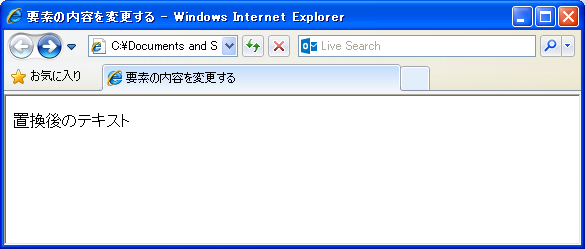 要素の内容を変更する - Windows Internet Explorer
C:¥Documents and S
Live Search
お気に入り
要素の内容を変更する
置換後のテキスト